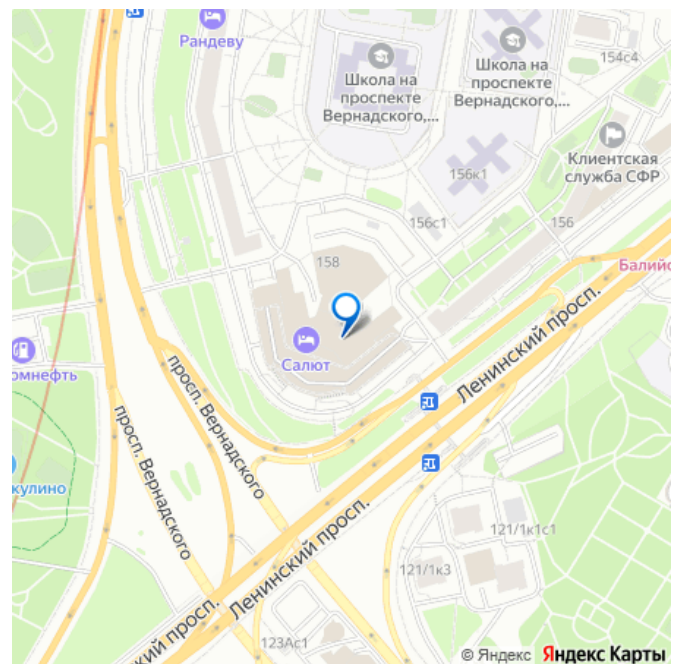 Рандеву
Школа на
проспекте
Вернадского,...
Школа на
проспекте
Вернадского,...
154с4
Клиентская
служба СФР
156к1
156с1
156
158
Балийс
Салют
Ленинский просп.
омнефть
просп. Вернадского
просп. Вернадского
кулино
Ленинский просп.
121/1к1с1
121/1к3
кий просп.
123Ас1
© Яндекс Яндекс Карты